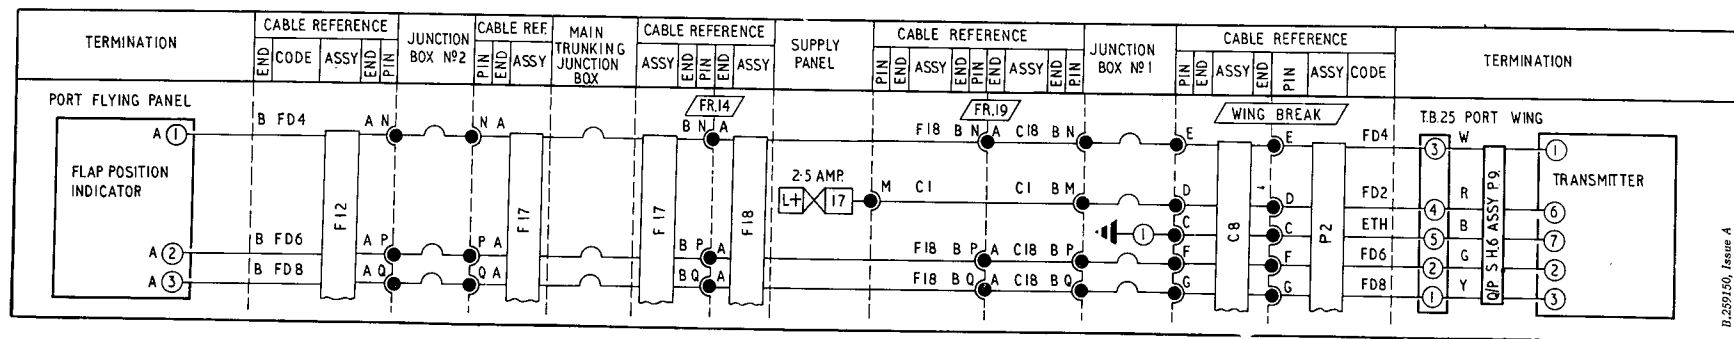 TERMINATION
CABLE REFERENCE
END CODE ASSY END PIN
JUNCTION BOX Nº2
CABLE REF.
PIN END ASSY
MAIN TRUNKING JUNCTION BOX
CABLE REFERENCE
ASSY END PIN END ASSY
SUPPLY PANEL
CABLE REFERENCE
PIN END ASSY END PIN END ASSY END PIN
JUNCTION BOX Nº1
CABLE REFERENCE
PIN END ASSY END PIN ASSY CODE
TERMINATION
PORT FLYING PANEL
FR.14
FR.19
WING BREAK
T.B.25 PORT WING
A 1 B FD4 A N N A B N A F18 B N A C18 B N E E FD4 3 W 1
FLAP POSITION INDICATOR
F12
F17
F17
F18
2·5 AMP.
L+ 17 M C1 C1 B M D D FD2 4 R 6
TRANSMITTER
1 C C ETH 5 B 7
C8
P2
Q/P S H.6 ASSY P9.
A 2 B FD6 A P P A B P A F18 B P A C18 B P F F FD6 2 G 2
A 3 B FD8 A Q Q A B Q A F18 B Q A C18 B Q G G FD8 1 Y 3
B.259150, Issue A